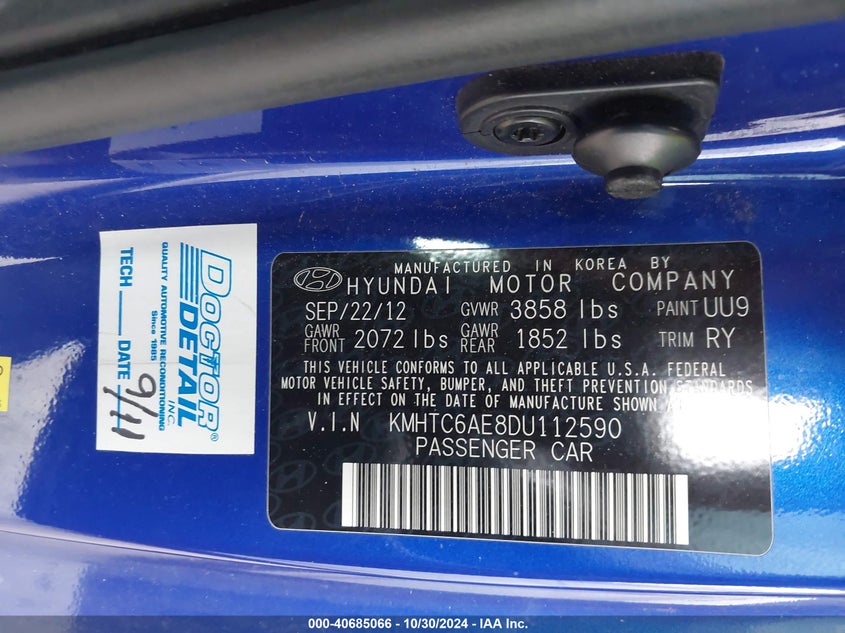 MANUFACTURED IN KOREA BY
HYUNDAI MOTOR COMPANY
SEP/22/12 GVWR 3858 lbs PAINT UU9
GAWR FRONT 2072 lbs GAWR REAR 1852 lbs TRIM RY
THIS VEHICLE CONFORMS TO ALL APPLICABLE U.S.A. FEDERAL
MOTOR VEHICLE SAFETY, BUMPER, AND THEFT PREVENTION STANDARDS
IN EFFECT ON THE DATE OF MANUFACTURE SHOWN
V.I.N KMHTC6AE8DU112590
PASSENGER CAR
DOCTOR
DETAIL INC.
®
Since 1985
QUALITY AUTOMOTIVE RECONDITIONING
TECH DATE 9/11
000-40685066 - 10/30/2024 - IAA Inc.